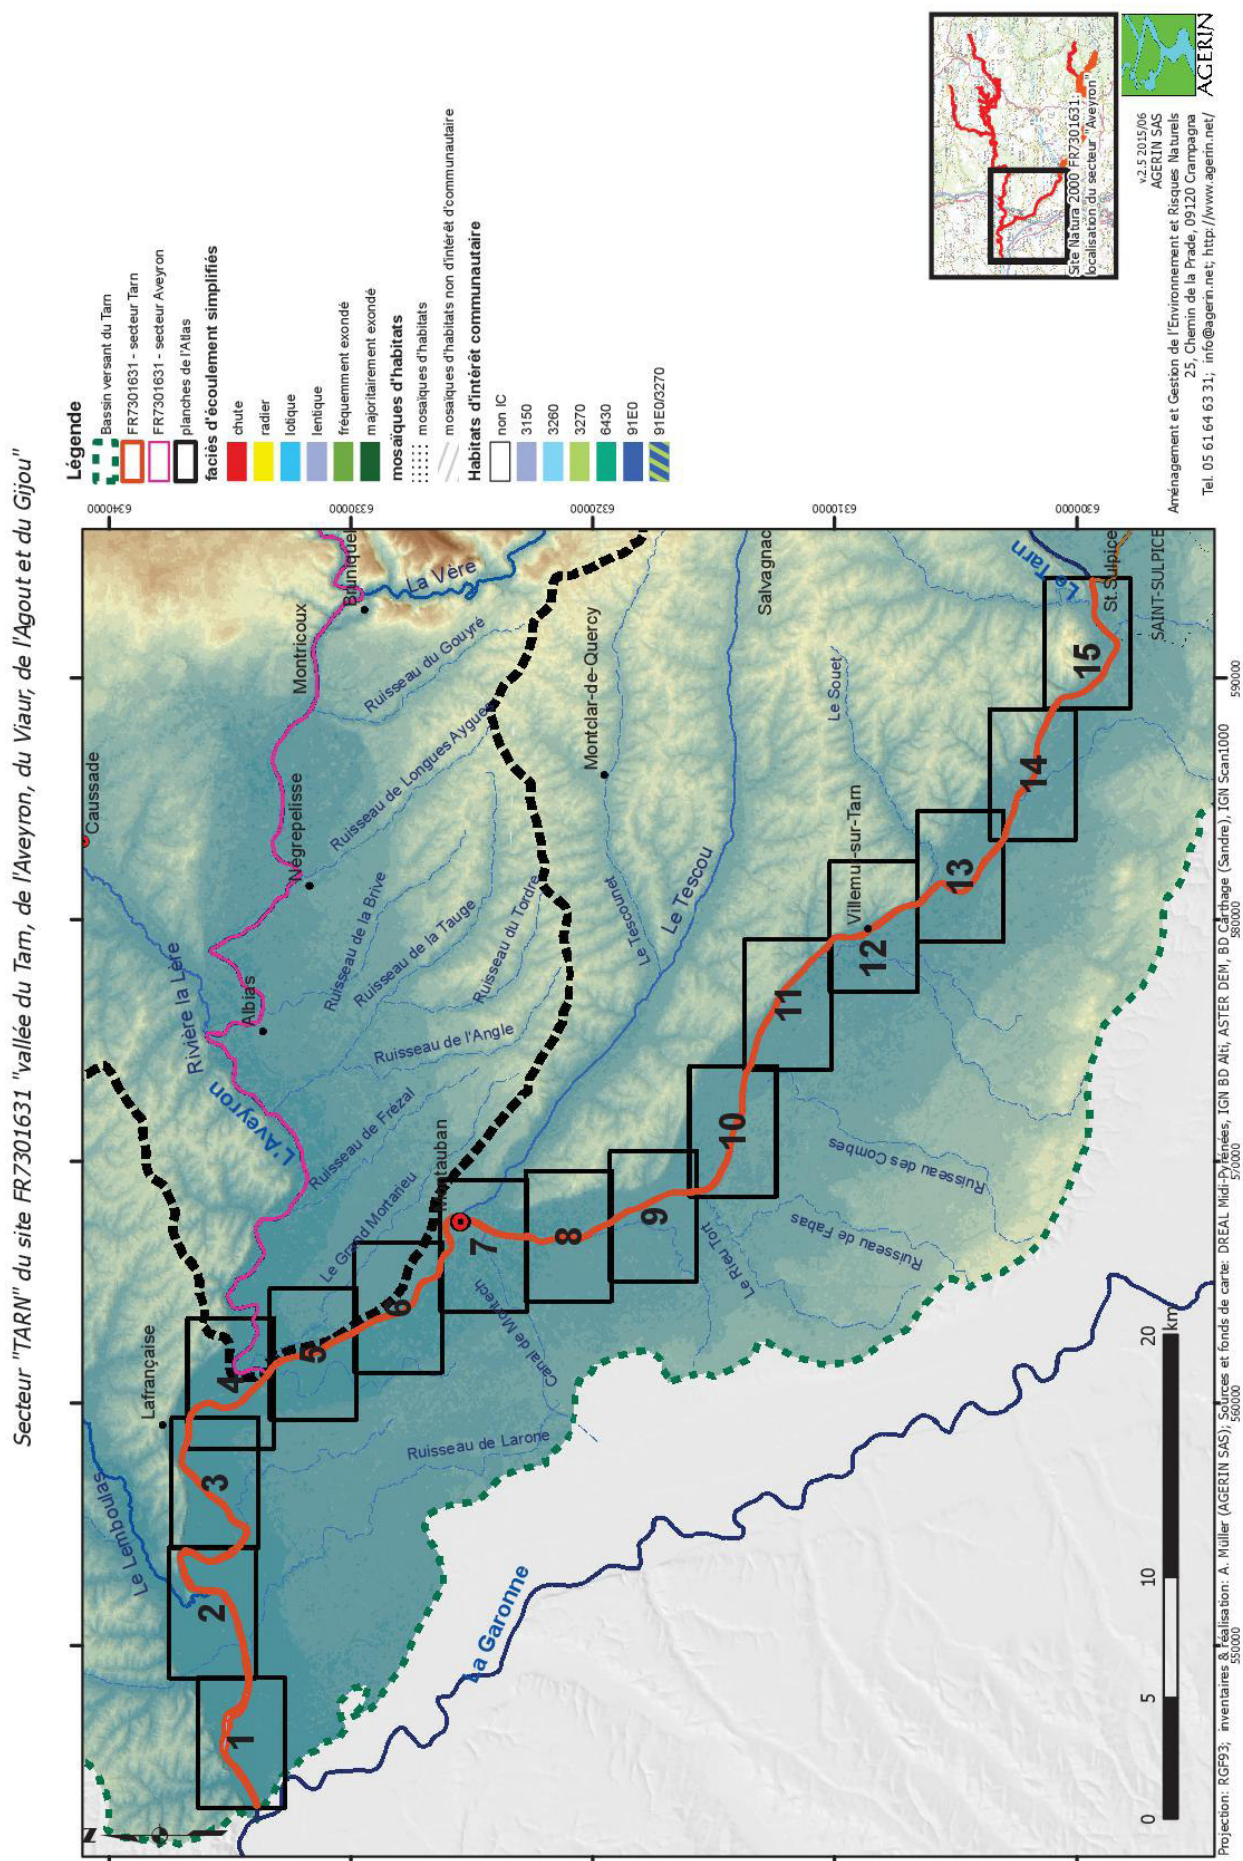 Secteur "TARN" du site FR7301631 "vallée du Tarn, de l'Aveyron, du Viaur, de l'Agout et du Gijou"
Légende
Bassin versant du Tarn
FR7301631 - secteur Tarn
FR7301631 - secteur Aveyron
planches de l'Atlas
faciès d'écoulement simplifiés
chute
radier
lotique
lentique
fréquemment exondé
majoritairement exondé
mosaïques d'habitats
mosaïques d'habitats
mosaïques d'habitats non d'intérêt d'communautaire
Habitats d'intérêt communautaire
non IC
3150
3260
3270
6430
91E0
91E0/3270
6340000
6330000
6320000
6310000
6300000
550000
560000
570000
580000
590000
Caussade
Rivière la Lère
Albias
L'Aveyron
Nègrepelisse
Montricoux
Bruniquel
La Vère
Ruisseau du Gouyré
Ruisseau de Longues Aygues
Ruisseau de la Brive
Ruisseau de la Tauge
Ruisseau du Tordre
Ruisseau de l'Angle
Ruisseau de Frézal
Le Grand Mortarieu
Montauban
Lafrançaise
Le Lemboulas
Ruisseau de Larone
Canal de Montech
Le Rieu Tort
Ruisseau de Fabas
Ruisseau des Combes
Le Tescounet
Le Tescou
Montclar-de-Quercy
Salvagnac
Le Souet
Villemur-sur-Tarn
Le Tarn
St.Sulpice
SAINT-SULPICE
La Garonne
1
2
3
4
5
6
7
8
9
10
11
12
13
14
15
0
5
10
20
km
Site Natura 2000 FR7301631:
localisation du secteur "Aveyron"
AGERIN
v.2.5 2015/06
AGERIN SAS
Aménagement et Gestion de l'Environnement et Risques Naturels
25, Chemin de la Prade, 09120 Crampagna
Tel. 05 61 64 63 31; info@agerin.net; http://www.agerin.net/
Projection: RGF93; inventaires & réalisation: A. Müller (AGERIN SAS); Sources et fonds de carte: DREAL Midi-Pyrénées, IGN BD Alti, ASTER DEM, BD Carthage (Sandre), IGN Scan1000